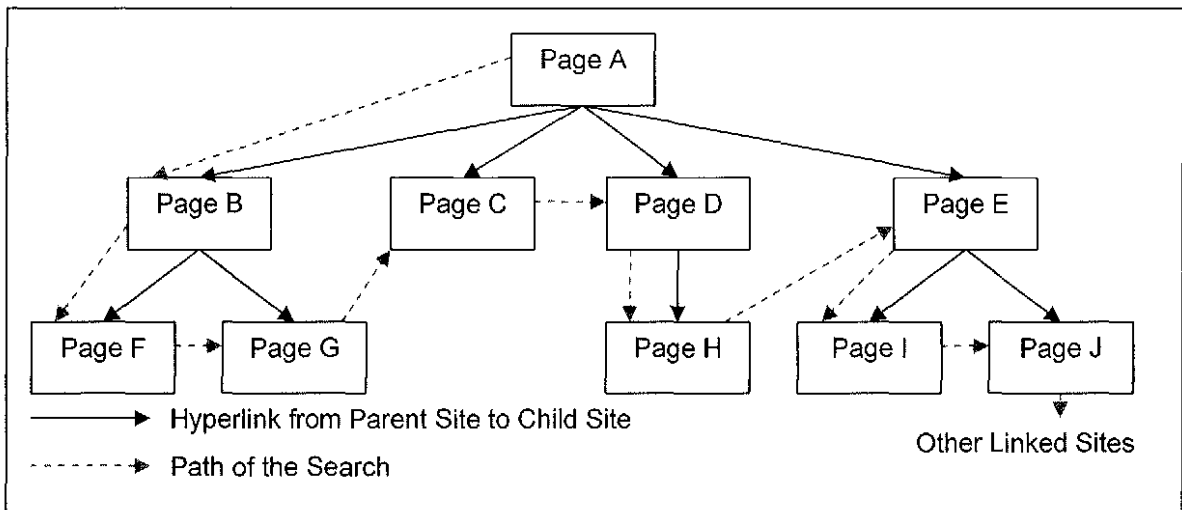 Page A
Page B
Page C
Page D
Page E
Page F
Page G
Page H
Page I
Page J
Hyperlink from Parent Site to Child Site
Other Linked Sites
Path of the Search